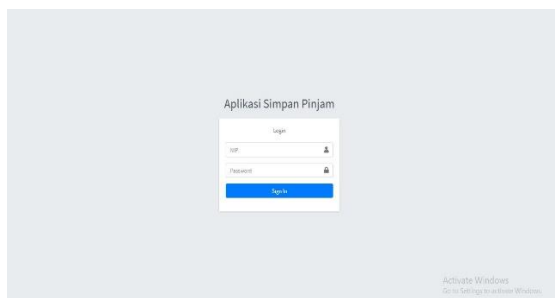 Aplikasi Simpan Pinjam
Login
NIP
Password
Sign In
Activate Windows
Go to Settings to activate Windows.